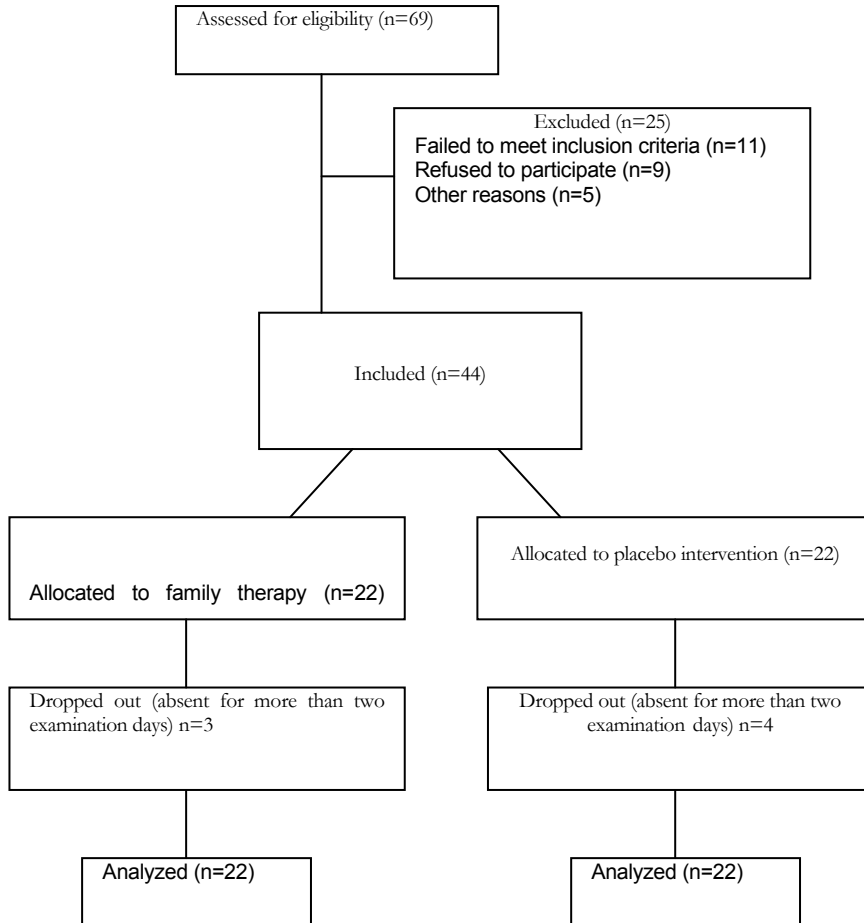 Assessed for eligibility (n=69)
Excluded (n=25)
Failed to meet inclusion criteria (n=11)
Refused to participate (n=9)
Other reasons (n=5)
Included (n=44)
Allocated to family therapy (n=22)
Allocated to placebo intervention (n=22)
Dropped out (absent for more than two
examination days) n=3
Dropped out (absent for more than two
examination days) n=4
Analyzed (n=22)
Analyzed (n=22)